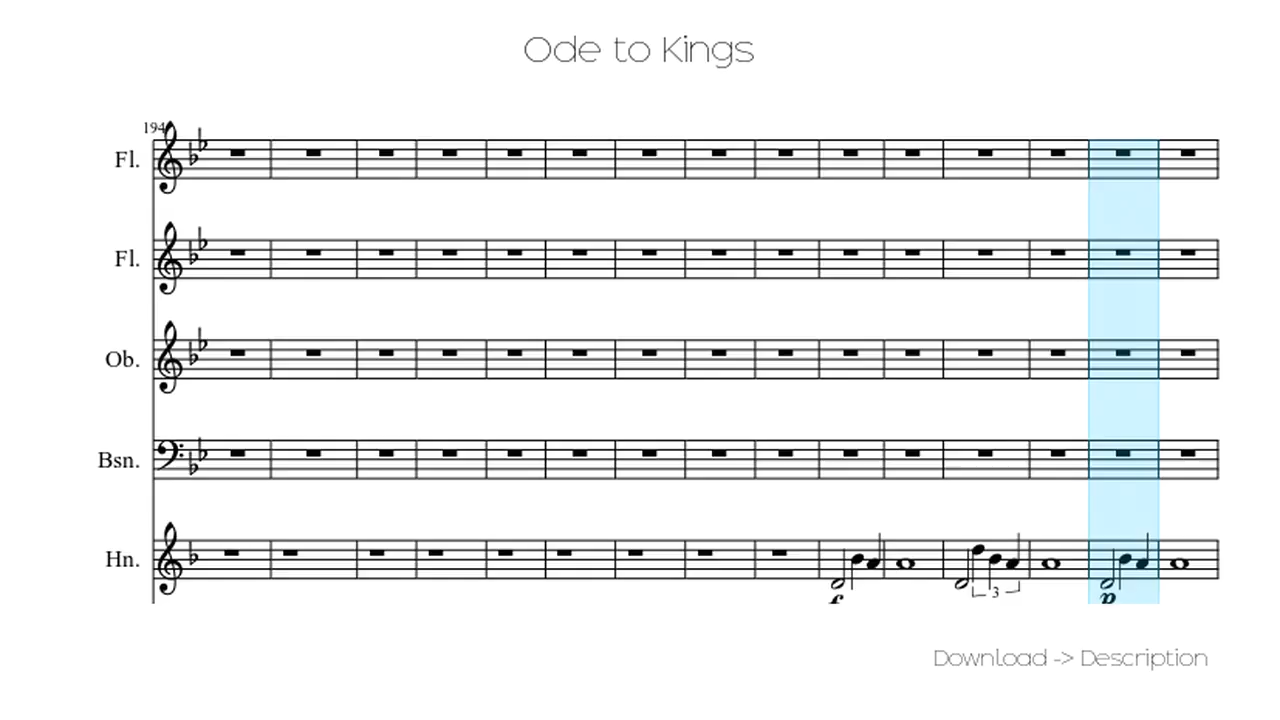 Ode to Kings
194
Fl.
Fl.
Ob.
Bsn.
Hn.
f
3
p
Download -> Description